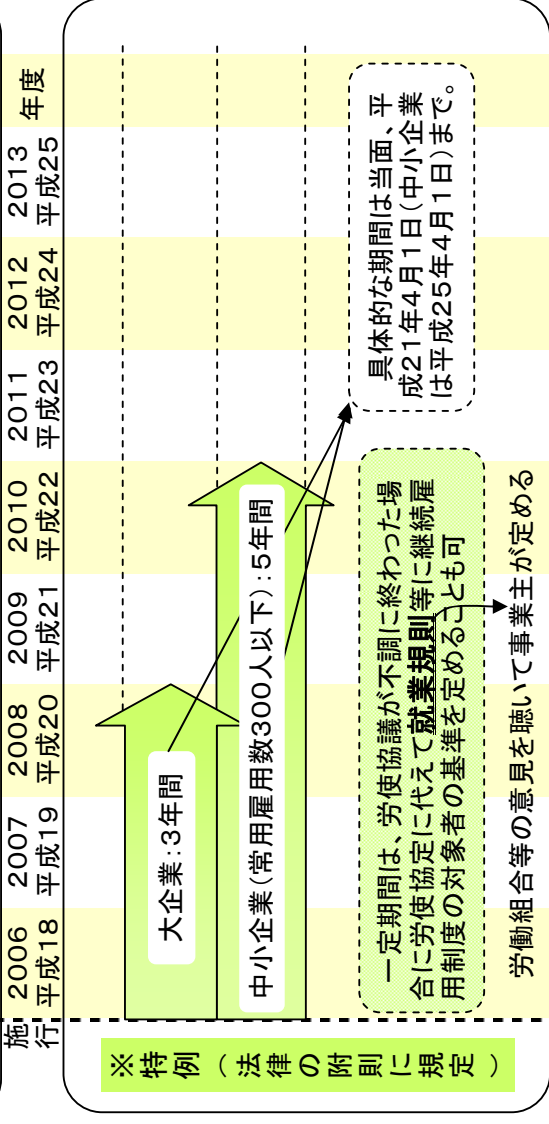 施行
2006 2007 2008 2009 2010 2011 2012 2013 年度
平成18 平成19 平成20 平成21 平成22 平成23 平成24 平成25
※特例（法律の附則に規定）
大企業：3年間
中小企業（常用雇用数300人以下）：5年間
一定期間は、労使協議が不調に終わった場
合に労使協定に代えて就業規則等に継続雇
用制度の対象者の基準を定めることも可
具体的な期間は当面、平
成21年4月1日（中小企業
は平成25年4月1日）まで。
労働組合等の意見を聴いて事業主が定める